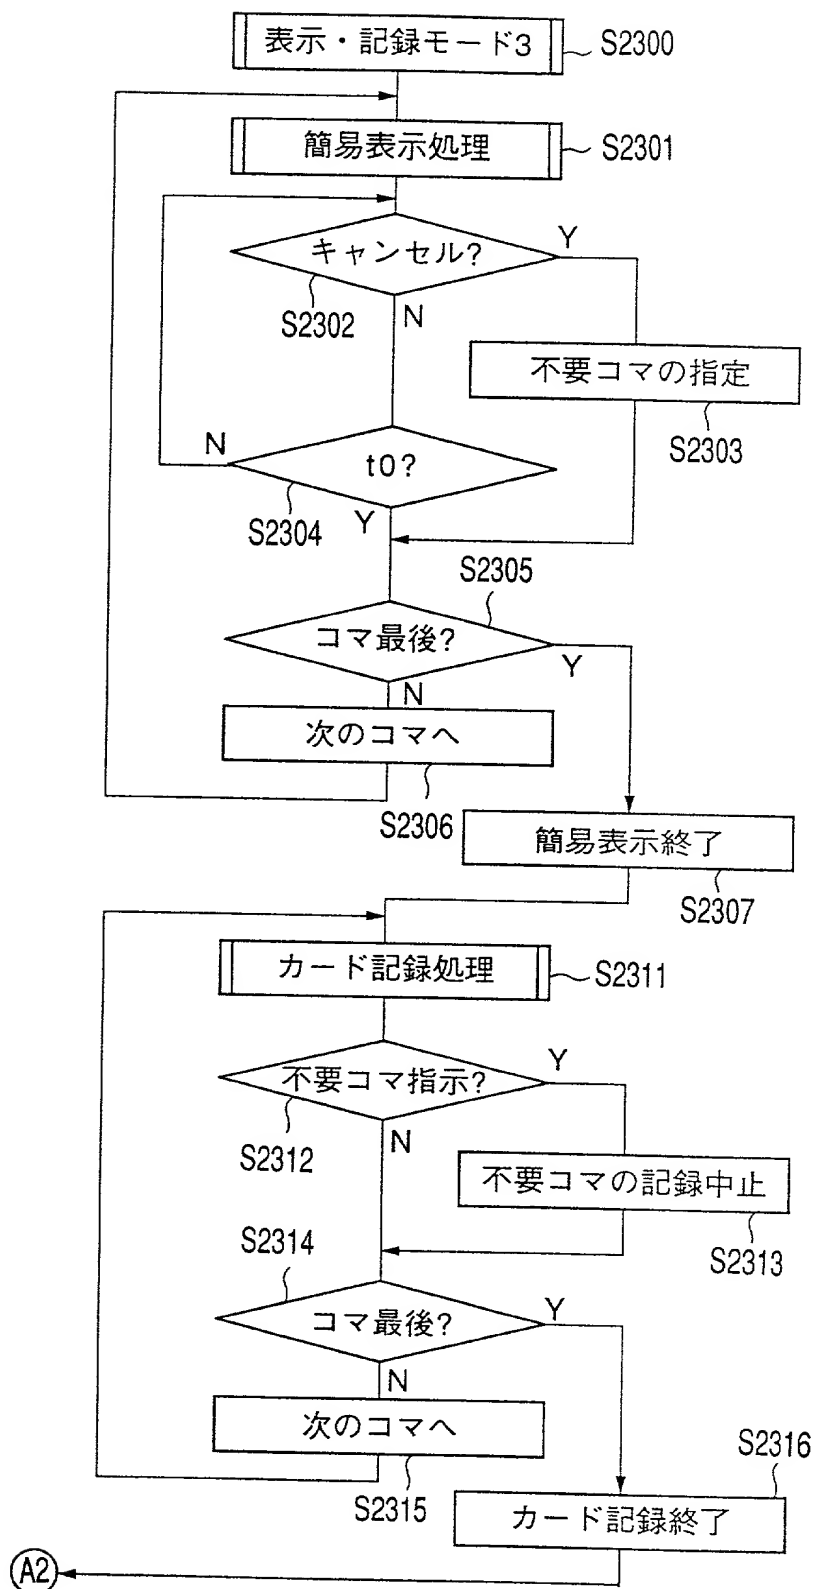 表示・記録モード3
S2300
簡易表示処理
S2301
キャンセル?
Y
S2302
N
不要コマの指定
S2303
N
t0?
S2304
Y
S2305
コマ最後?
Y
N
次のコマへ
S2306
簡易表示終了
S2307
カード記録処理
S2311
不要コマ指示?
Y
S2312
N
不要コマの記録中止
S2313
S2314
コマ最後?
Y
N
次のコマへ
S2315
S2316
カード記録終了
A2